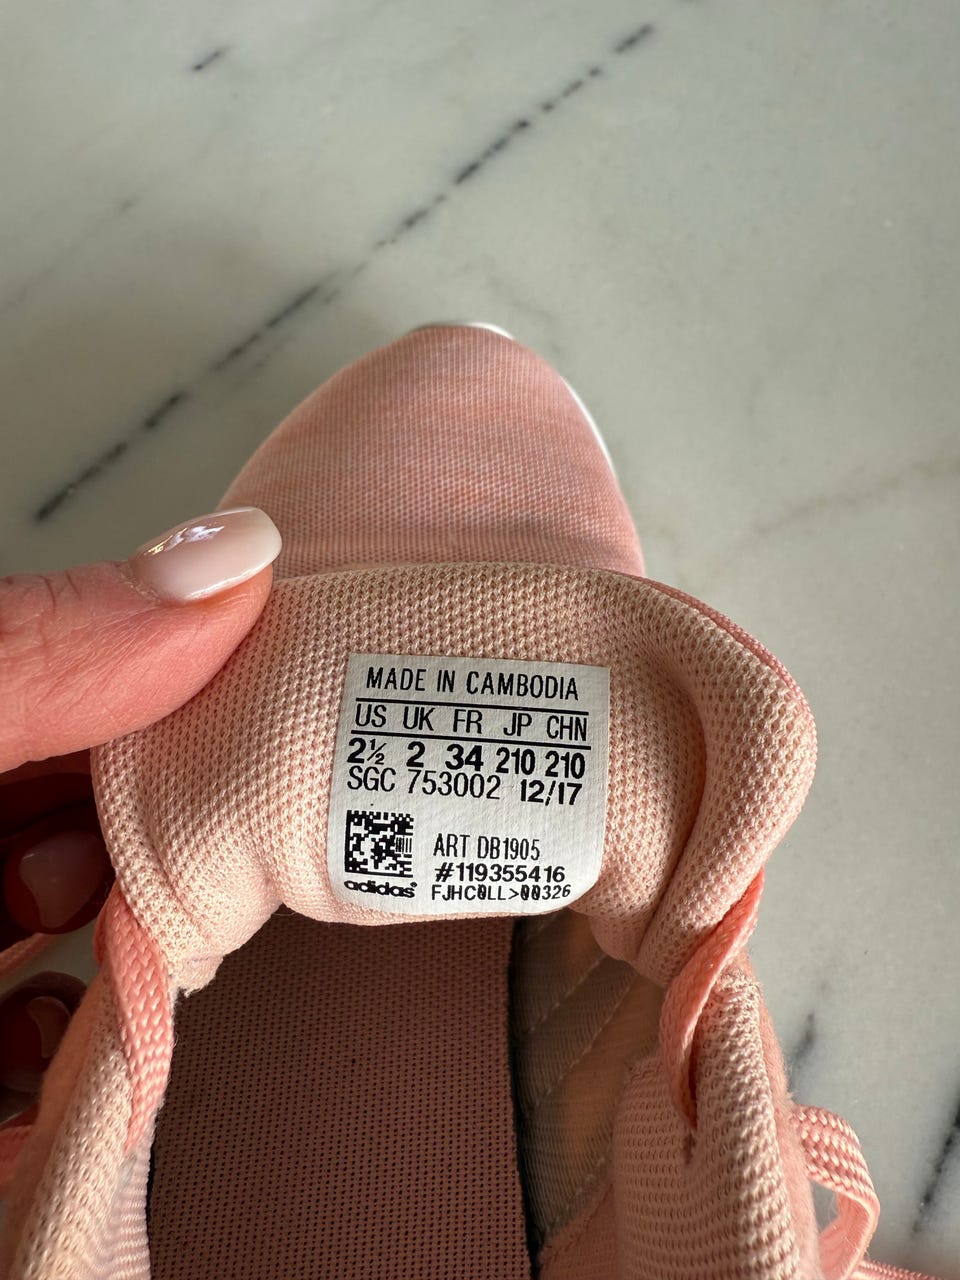 MADE IN CAMBODIA
US UK FR JP CHN
2½ 2 34 210 210
SGC 753002 12/17
ART DB1905
#119355416
adidas FJHC0LL>00326